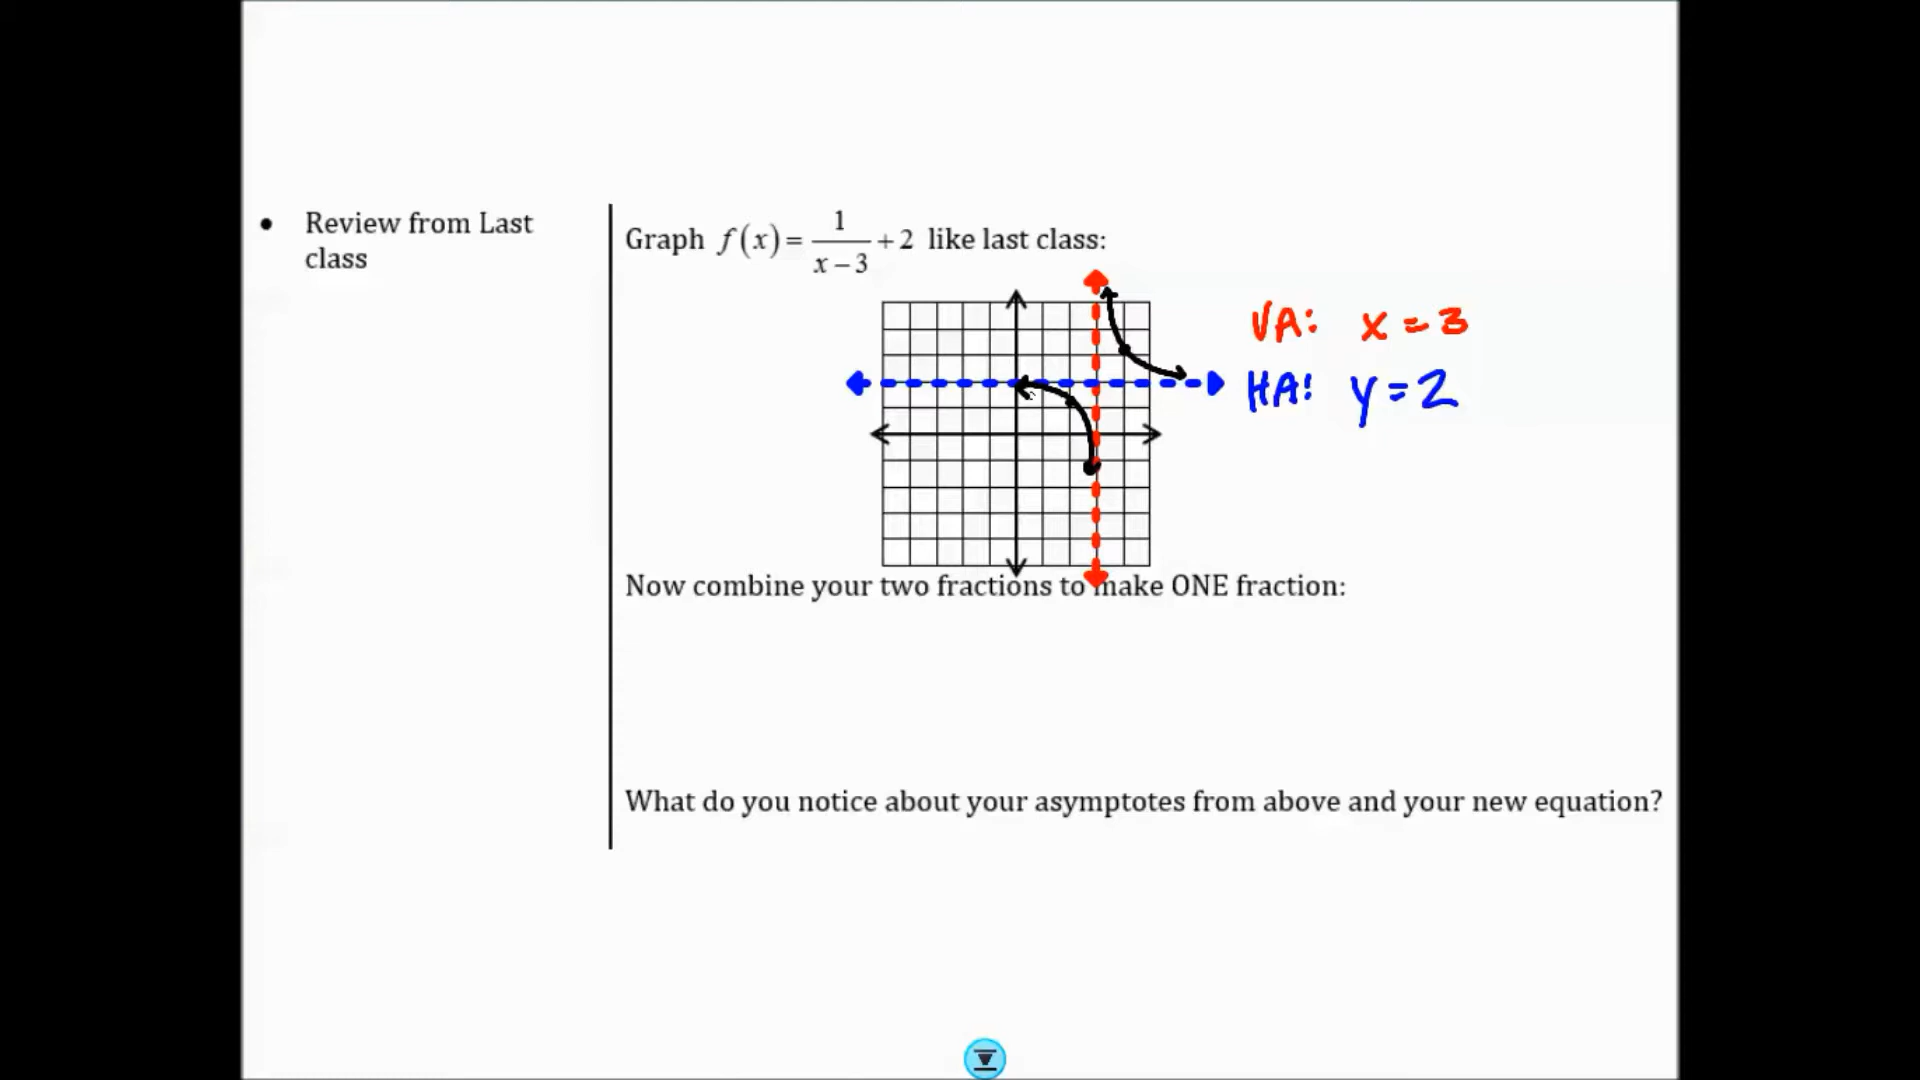 • Review from Last
class
Graph f(x) = 1/(x – 3) + 2 like last class:
VA: x = 3
HA: y = 2
Now combine your two fractions to make ONE fraction:
What do you notice about your asymptotes from above and your new equation?